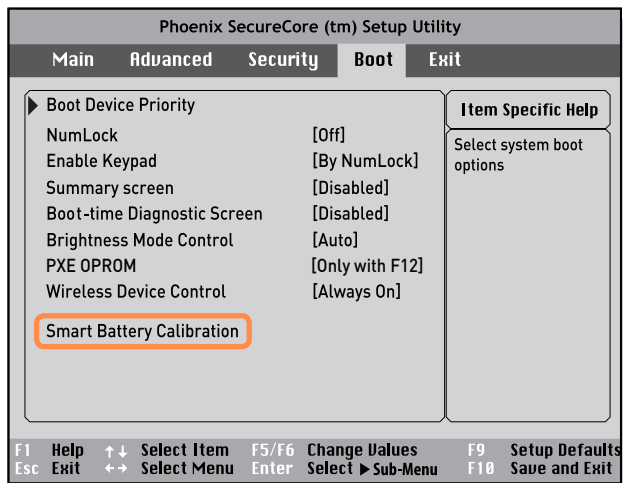 Phoenix SecureCore (tm) Setup Utility
Main Advanced Security Boot Exit
Boot Device Priority
NumLock [Off]
Enable Keypad [By NumLock]
Summary screen [Disabled]
Boot-time Diagnostic Screen [Disabled]
Brightness Mode Control [Auto]
PXE OPROM [Only with F12]
Wireless Device Control [Always On]
Smart Battery Calibration
Item Specific Help
Select system boot
options
F1 Help ↑↓ Select Item F5/F6 Change Values F9 Setup Defaults
Esc Exit ←→ Select Menu Enter Select ▶ Sub-Menu F10 Save and Exit